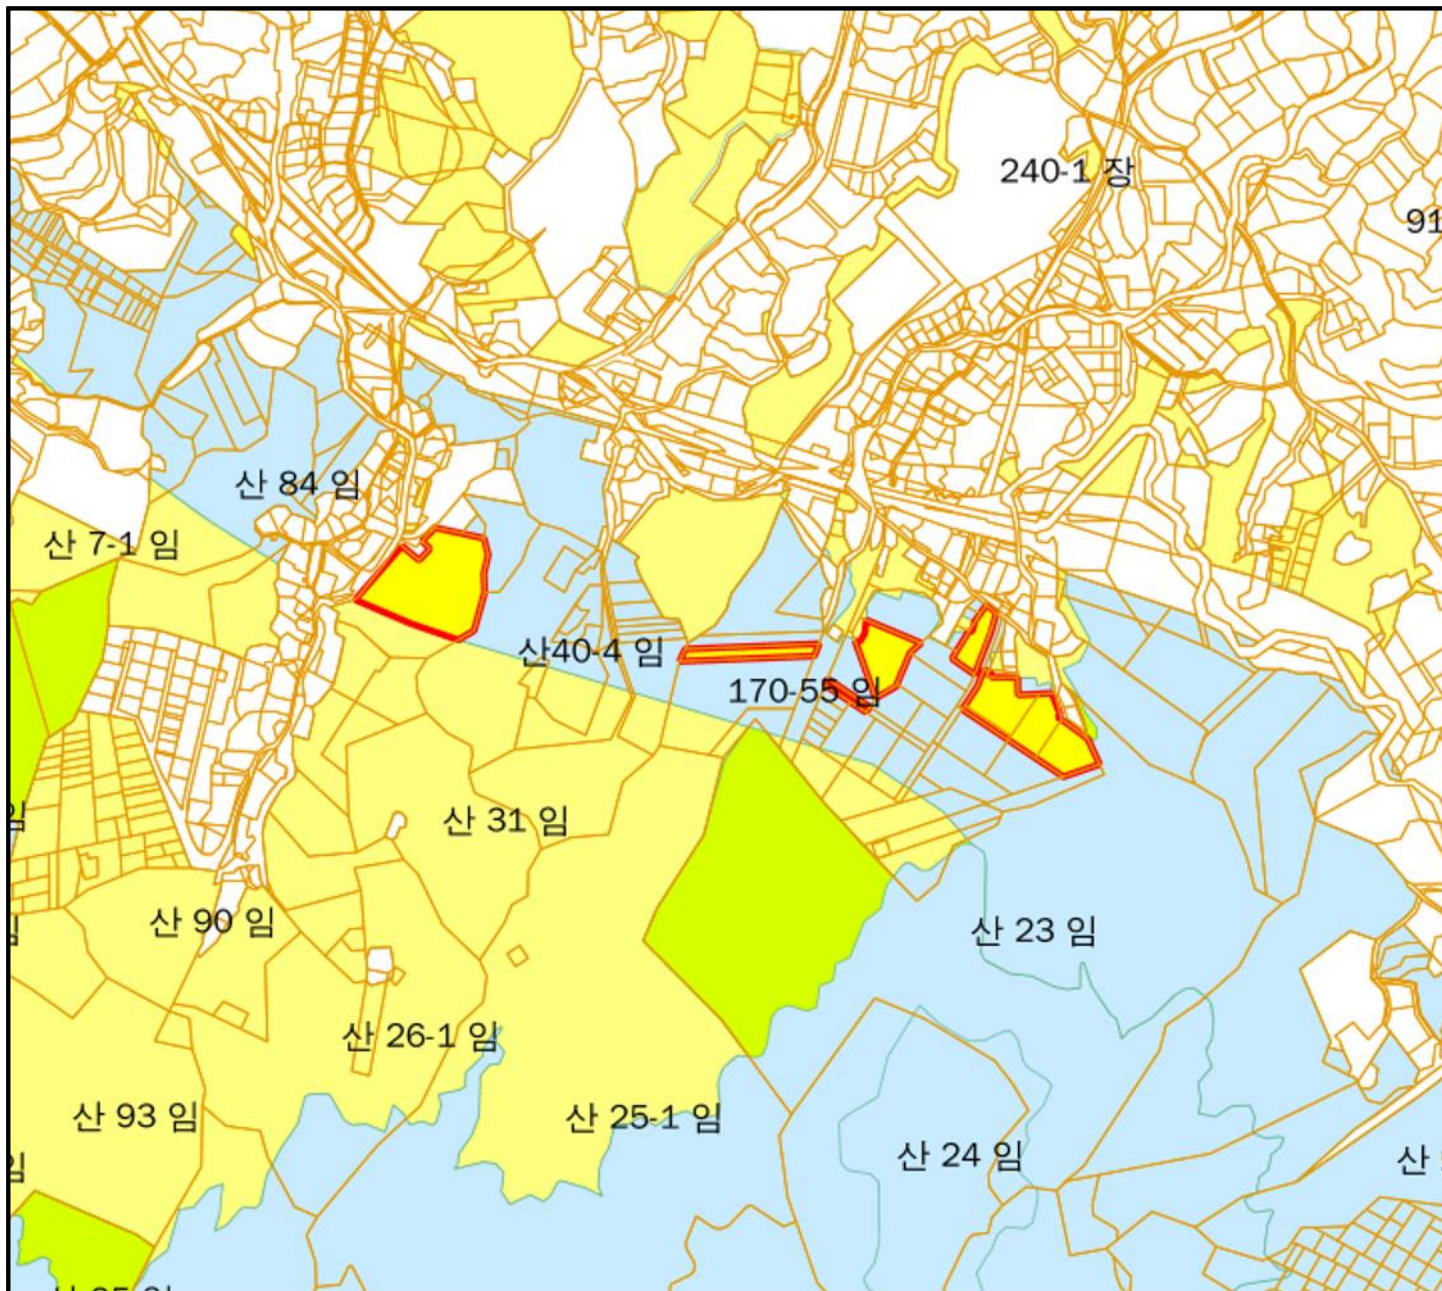 240-1 장
91
산 84 임
산 7-1 임
산40-4 임
170-55 임
산 31 임
임
산 90 임
산 23 임
산 26-1 임
산 93 임
산 25-1 임
산 24 임
산
임